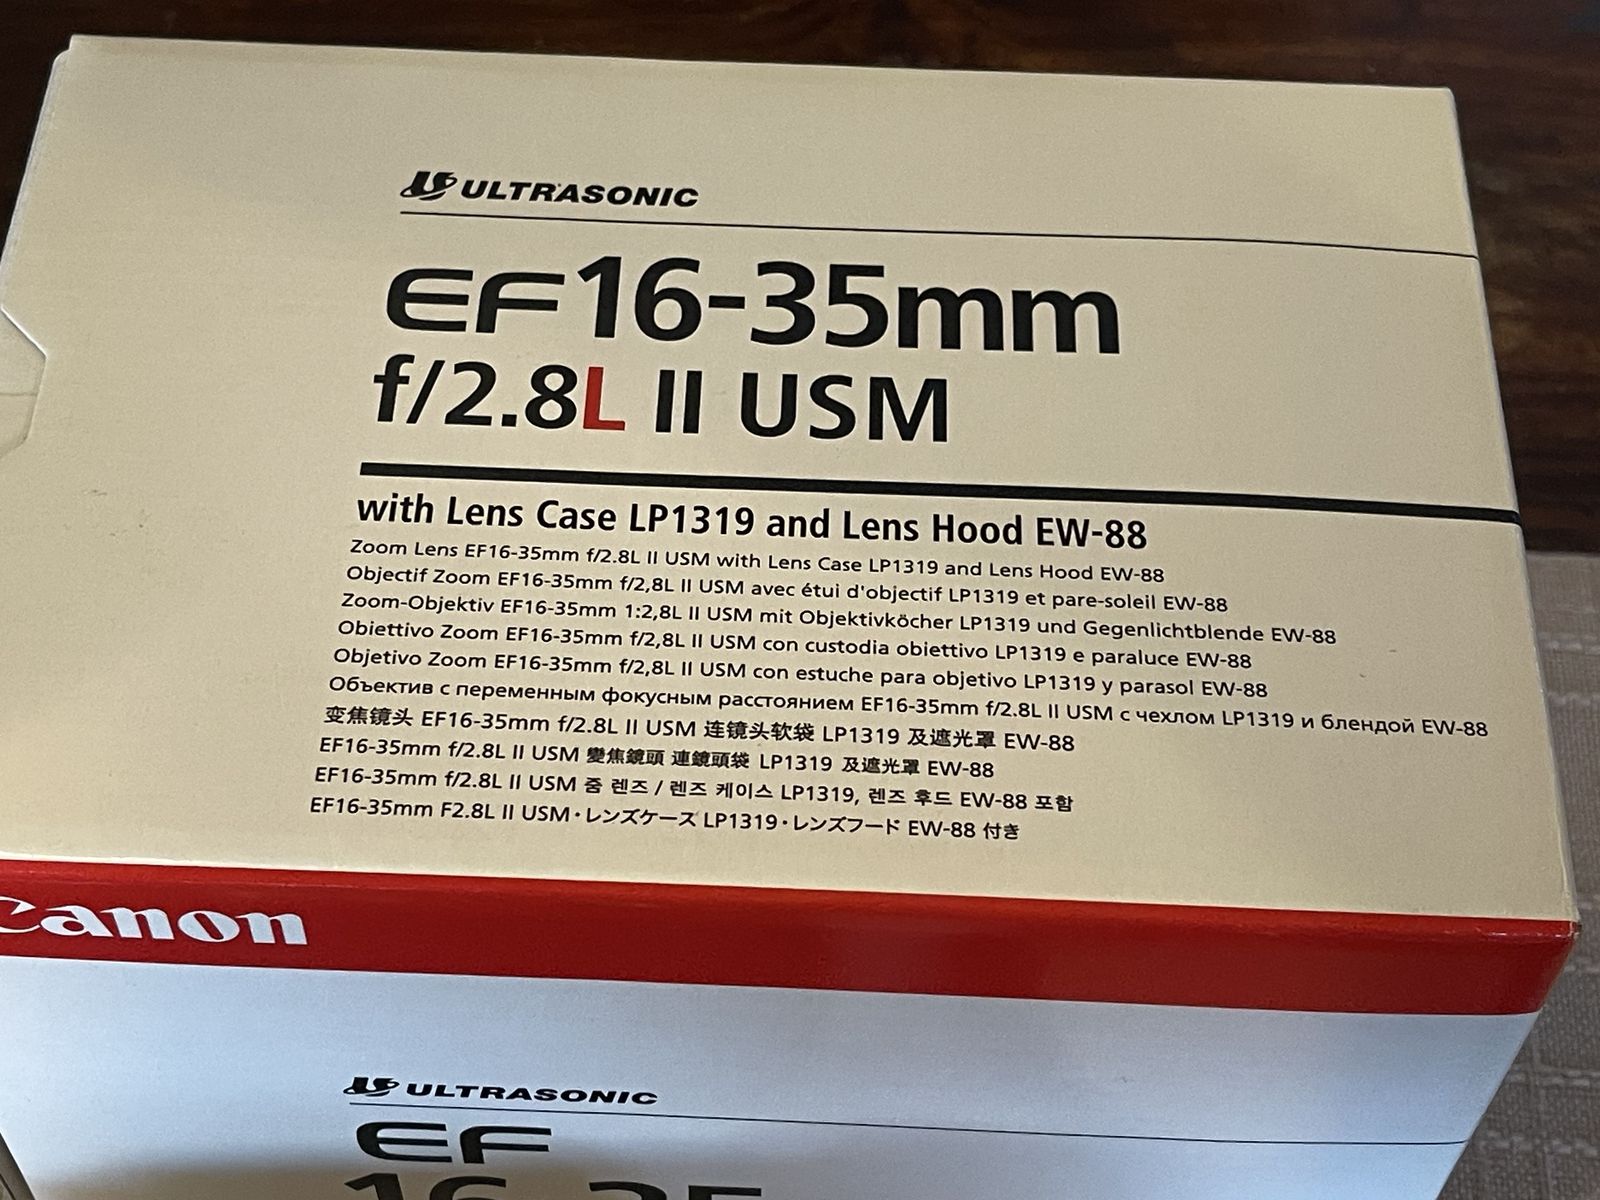 ULTRASONIC
EF16-35mm
f/2.8L II USM
with Lens Case LP1319 and Lens Hood EW-88
Zoom Lens EF16-35mm f/2.8L II USM with Lens Case LP1319 and Lens Hood EW-88
Objectif Zoom EF16-35mm f/2,8L II USM avec étui d'objectif LP1319 et pare-soleil EW-88
Zoom-Objektiv EF16-35mm 1:2,8L II USM mit Objektivköcher LP1319 und Gegenlichtblende EW-88
Obiettivo Zoom EF16-35mm f/2,8L II USM con custodia obiettivo LP1319 e paraluce EW-88
Objetivo Zoom EF16-35mm f/2,8L II USM con estuche para objetivo LP1319 y parasol EW-88
Объектив с переменным фокусным расстоянием EF16-35mm f/2.8L II USM с чехлом LP1319 и блендой EW-88
变焦镜头 EF16-35mm f/2.8L II USM 连镜头软袋 LP1319 及遮光罩 EW-88
EF16-35mm f/2.8L II USM 變焦鏡頭 連鏡頭袋 LP1319 及遮光罩 EW-88
EF16-35mm f/2.8L II USM 줌 렌즈 / 렌즈 케이스 LP1319, 렌즈 후드 EW-88 포함
EF16-35mm F2.8L II USM・レンズケース LP1319・レンズフード EW-88 付き
Canon
ULTRASONIC
EF
16-35